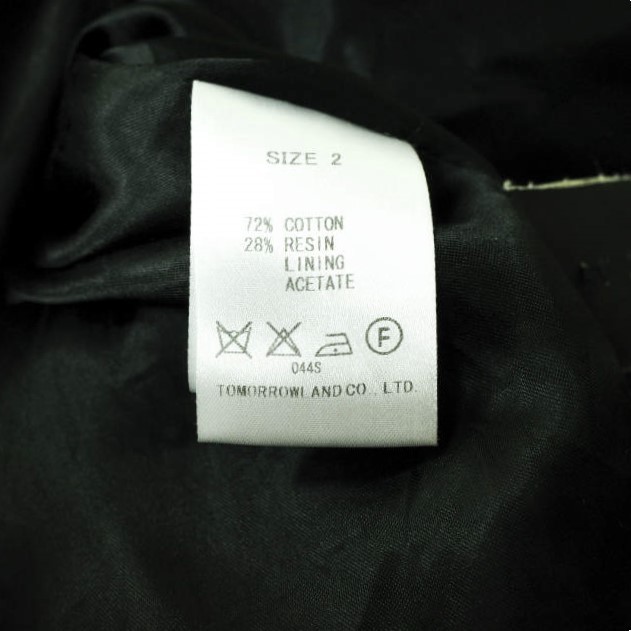 SIZE 2
72% COTTON
28% RESIN
LINING
ACETATE
F
044S
TOMORROWLAND CO., LTD.